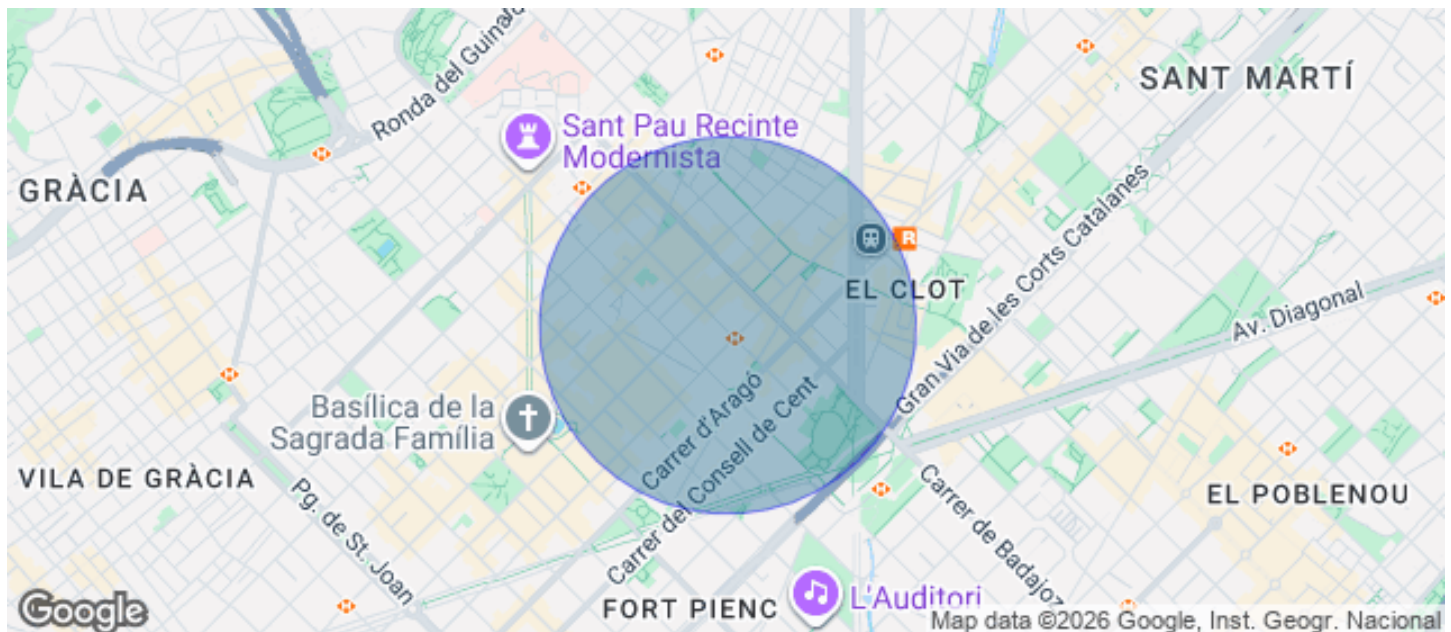 Ronda del Guinardó
SANT MARTÍ
Sant Pau Recinte
Modernista
GRÀCIA
R
EL CLOT
Gran Via de les Corts Catalanes
Av. Diagonal
Basílica de la
Sagrada Família
Carrer d'Aragó
Carrer del Consell de Cent
VILA DE GRÀCIA
Pg. de St. Joan
EL POBLENOU
Carrer de Badajoz
FORT PIENC
L'Auditori
Google
Map data ©2026 Google, Inst. Geogr. Nacional